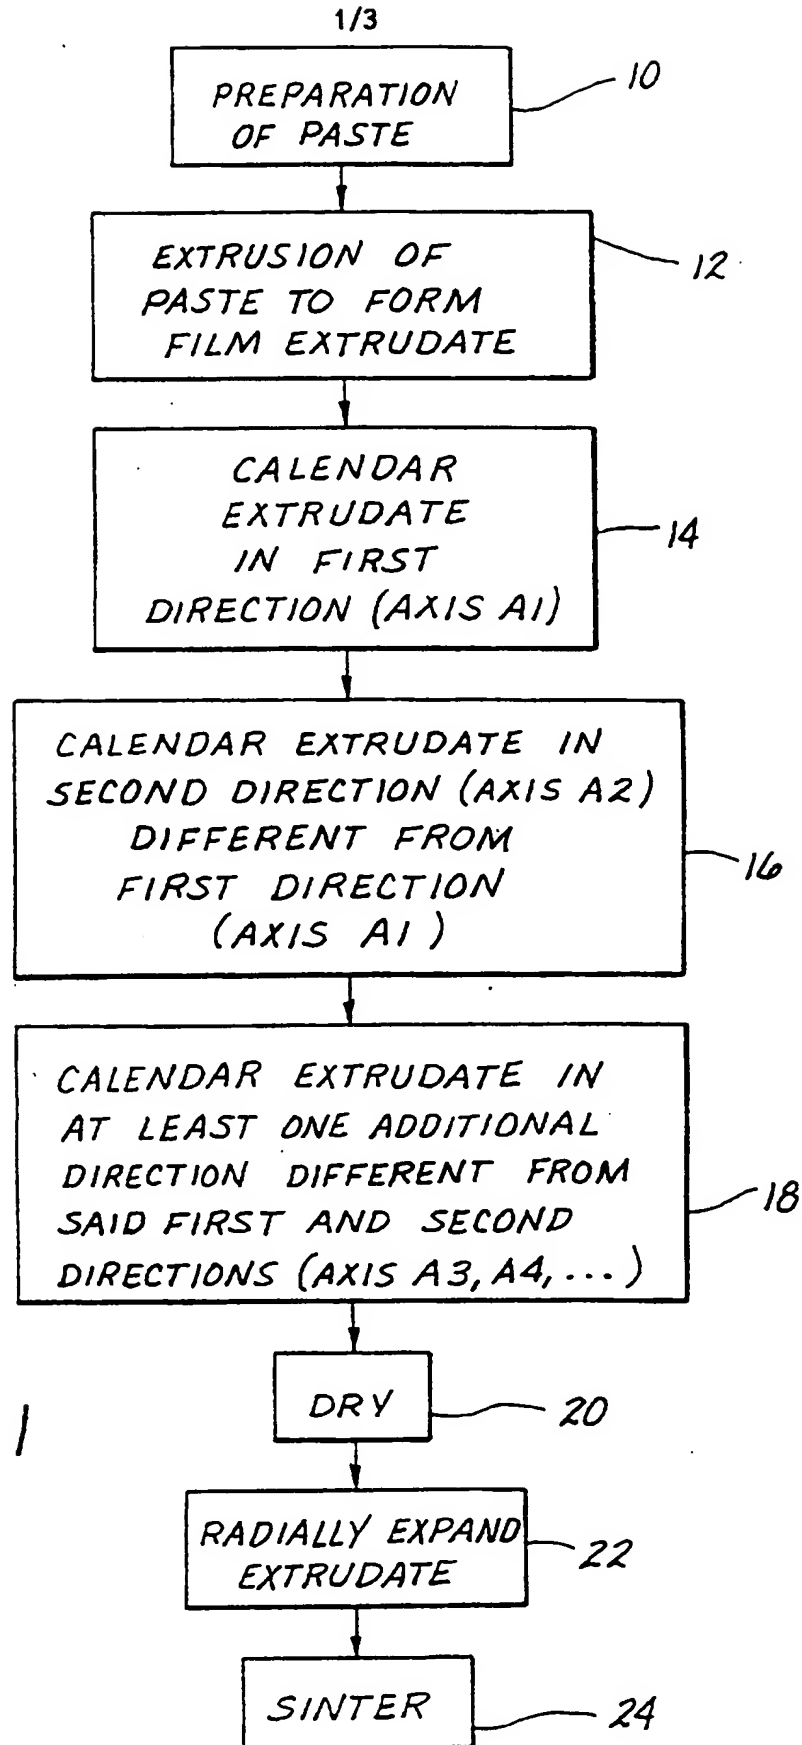 1/3
PREPARATION
OF PASTE
10
EXTRUSION OF
PASTE TO FORM
FILM EXTRUDATE
12
CALENDAR
EXTRUDATE
IN FIRST
DIRECTION (AXIS A1)
14
CALENDAR EXTRUDATE IN
SECOND DIRECTION (AXIS A2)
DIFFERENT FROM
FIRST DIRECTION
(AXIS A1)
16
CALENDAR EXTRUDATE IN
AT LEAST ONE ADDITIONAL
DIRECTION DIFFERENT FROM
SAID FIRST AND SECOND
DIRECTIONS (AXIS A3, A4, ...)
18
DRY
20
1
RADIALLY EXPAND
EXTRUDATE
22
SINTER
24